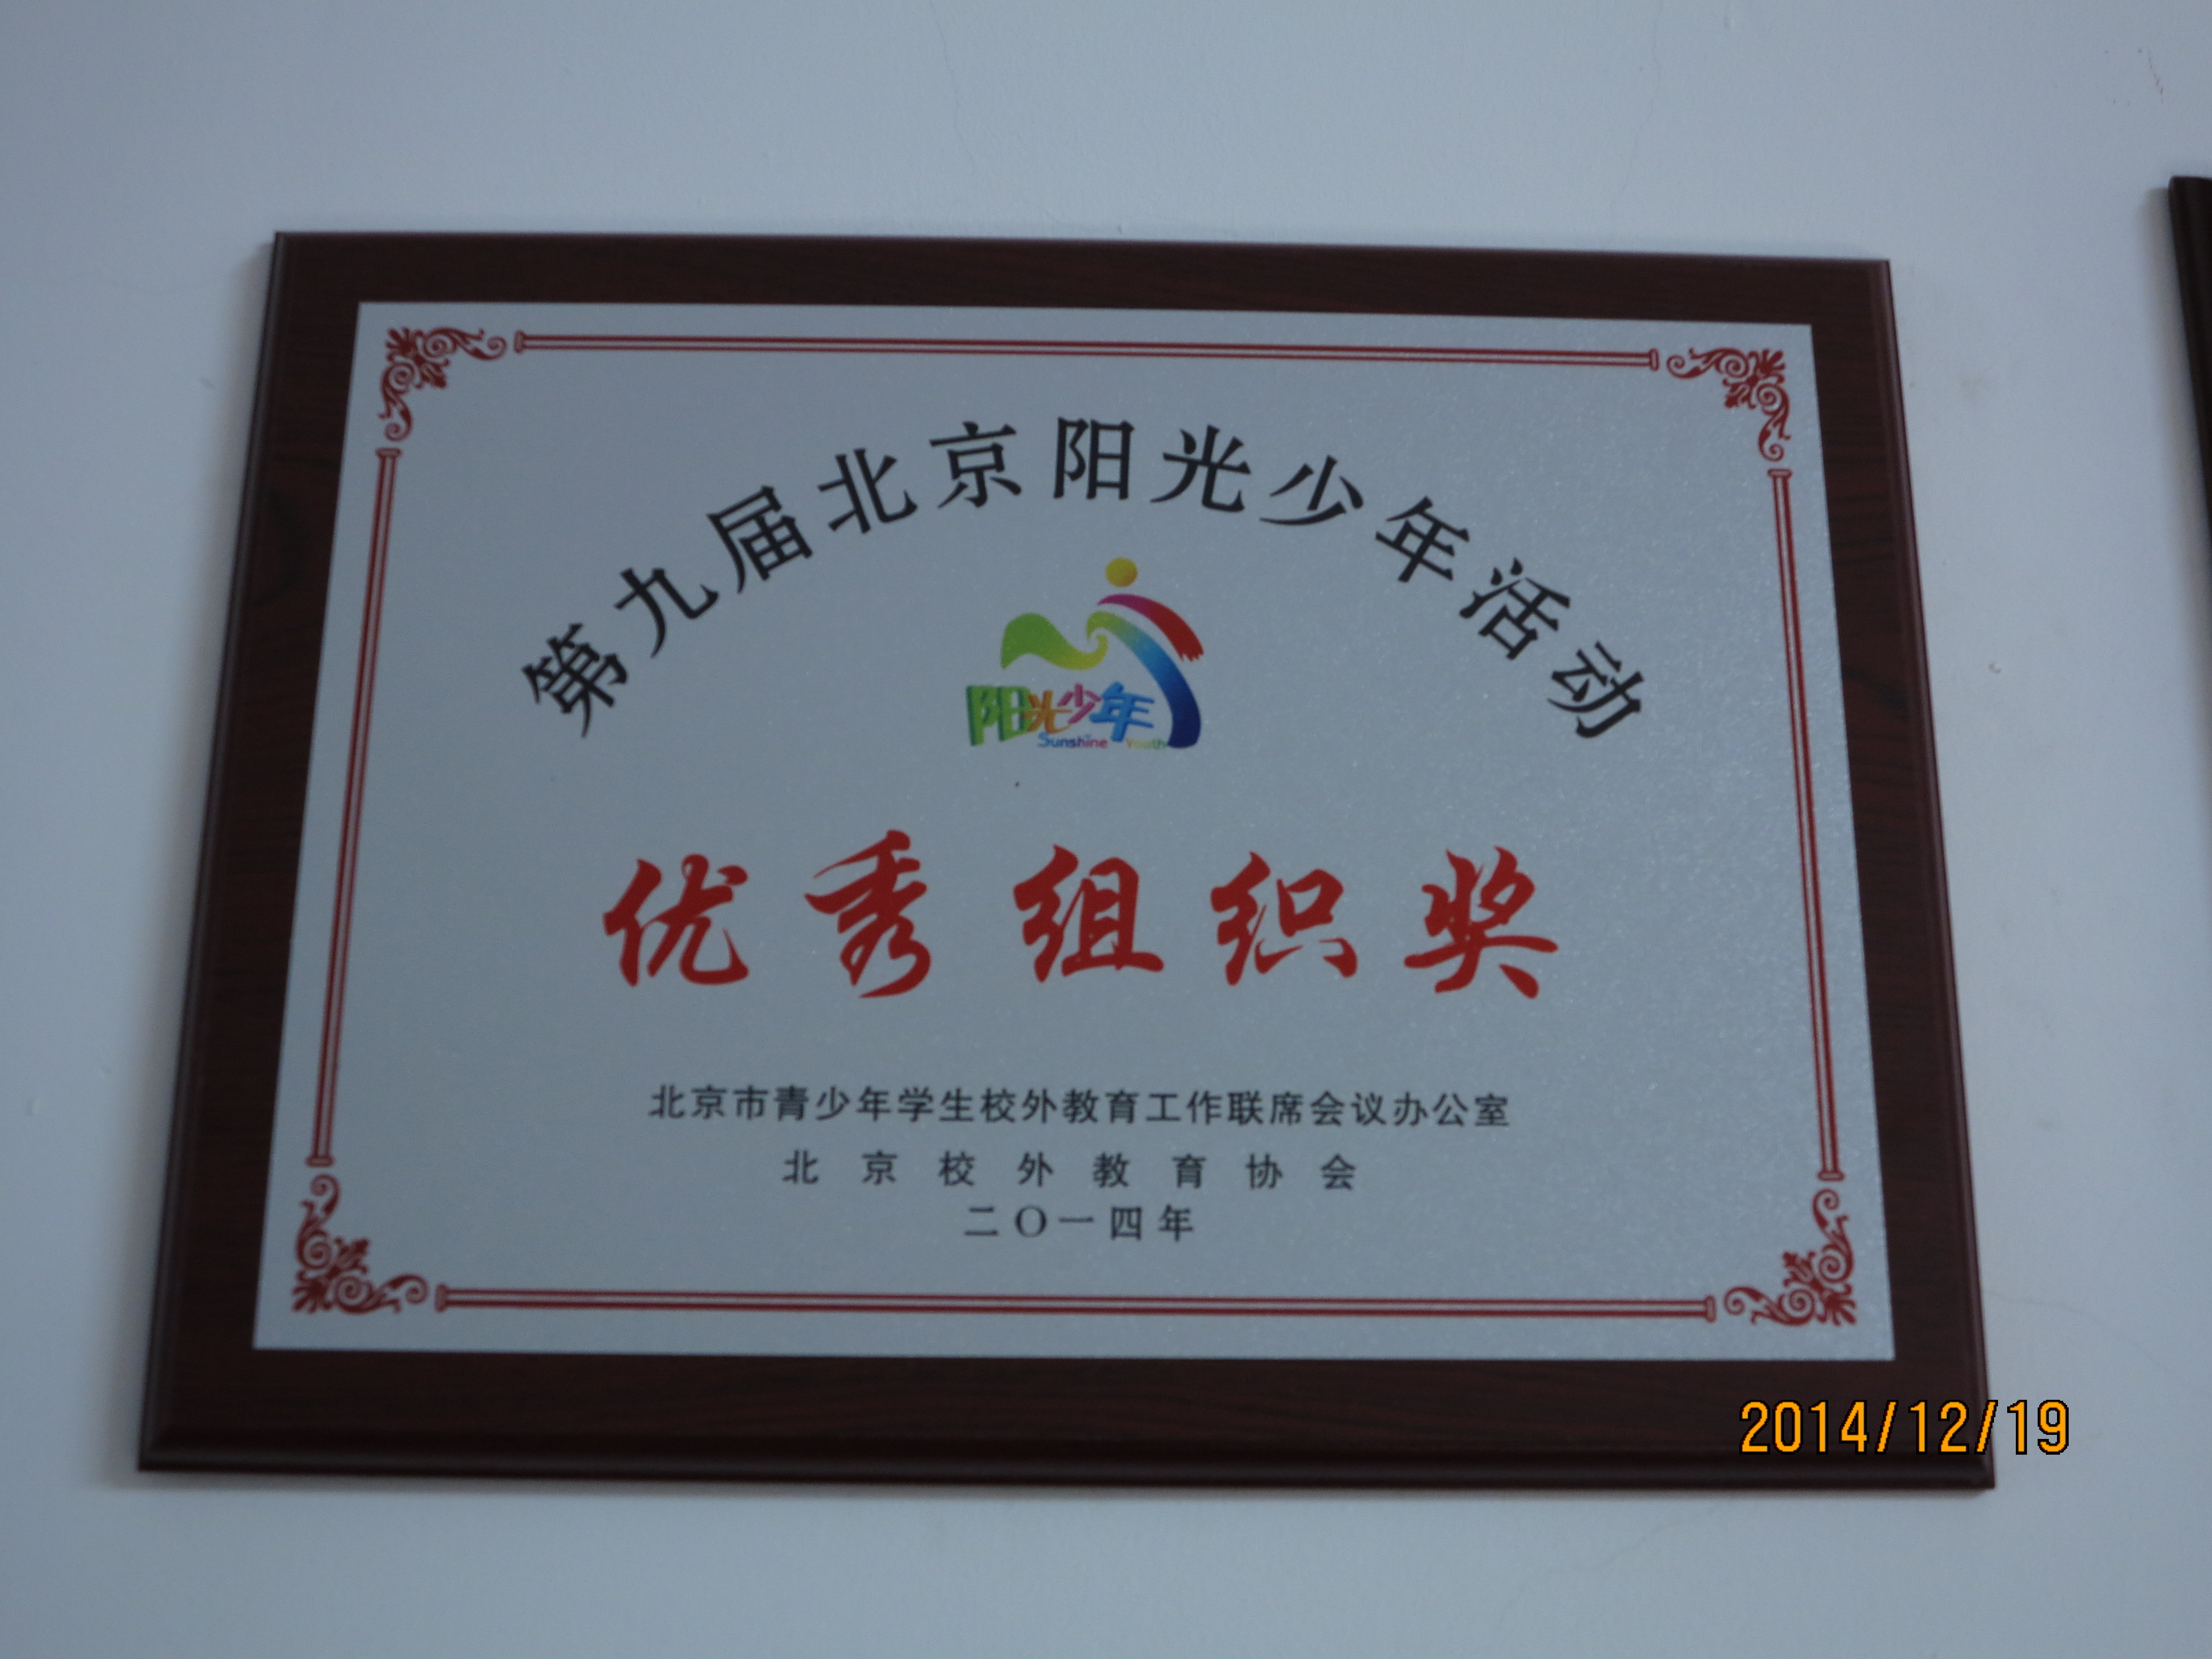 第九届北京阳光少年活动
阳光少年
Sunshine Youth
优秀组织奖
北京市青少年学生校外教育工作联席会议办公室
北京校外教育协会
二〇一四年
2014/12/19